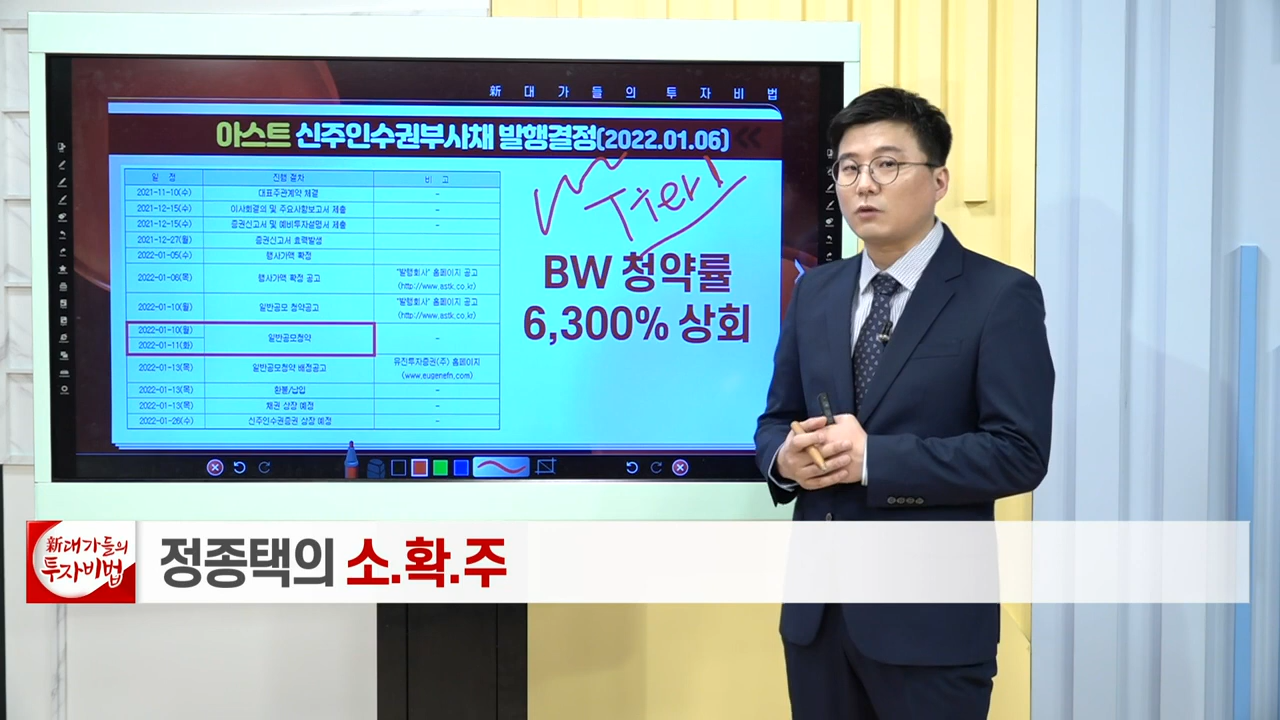 新 대 가 들 의 투 자 비 법
아스트 신주인수권부사채 발행결정(2022.01.06)
일 정 진행 절차 비 고
2021-11-10(수) 대표주관계약 체결 -
2021-12-15(수) 이사회결의 및 주요사항보고서 제출 -
2021-12-15(수) 증권신고서 및 예비투자설명서 제출 -
2021-12-27(월) 증권신고서 효력발생
2022-01-05(수) 행사가액 확정
2022-01-06(목) 행사가액 확정 공고 "발행회사" 홈페이지 공고
(http://www.astk.co.kr)
2022-01-10(월) 일반공모 청약공고 "발행회사" 홈페이지 공고
(http://www.astk.co.kr)
2022-01-10(월)
2022-01-11(화) 일반공모청약 -
2022-01-13(목) 일반공모청약 배정공고 유진투자증권(주) 홈페이지
(www.eugenefn.com)
2022-01-13(목) 환불/납입 -
2022-01-13(목) 채권 상장 예정 -
2022-01-26(수) 신주인수권증권 상장 예정 -
Tier 1
BW 청약률
6,300% 상회
新대가들의
투자비법
정종택의 소.확.주